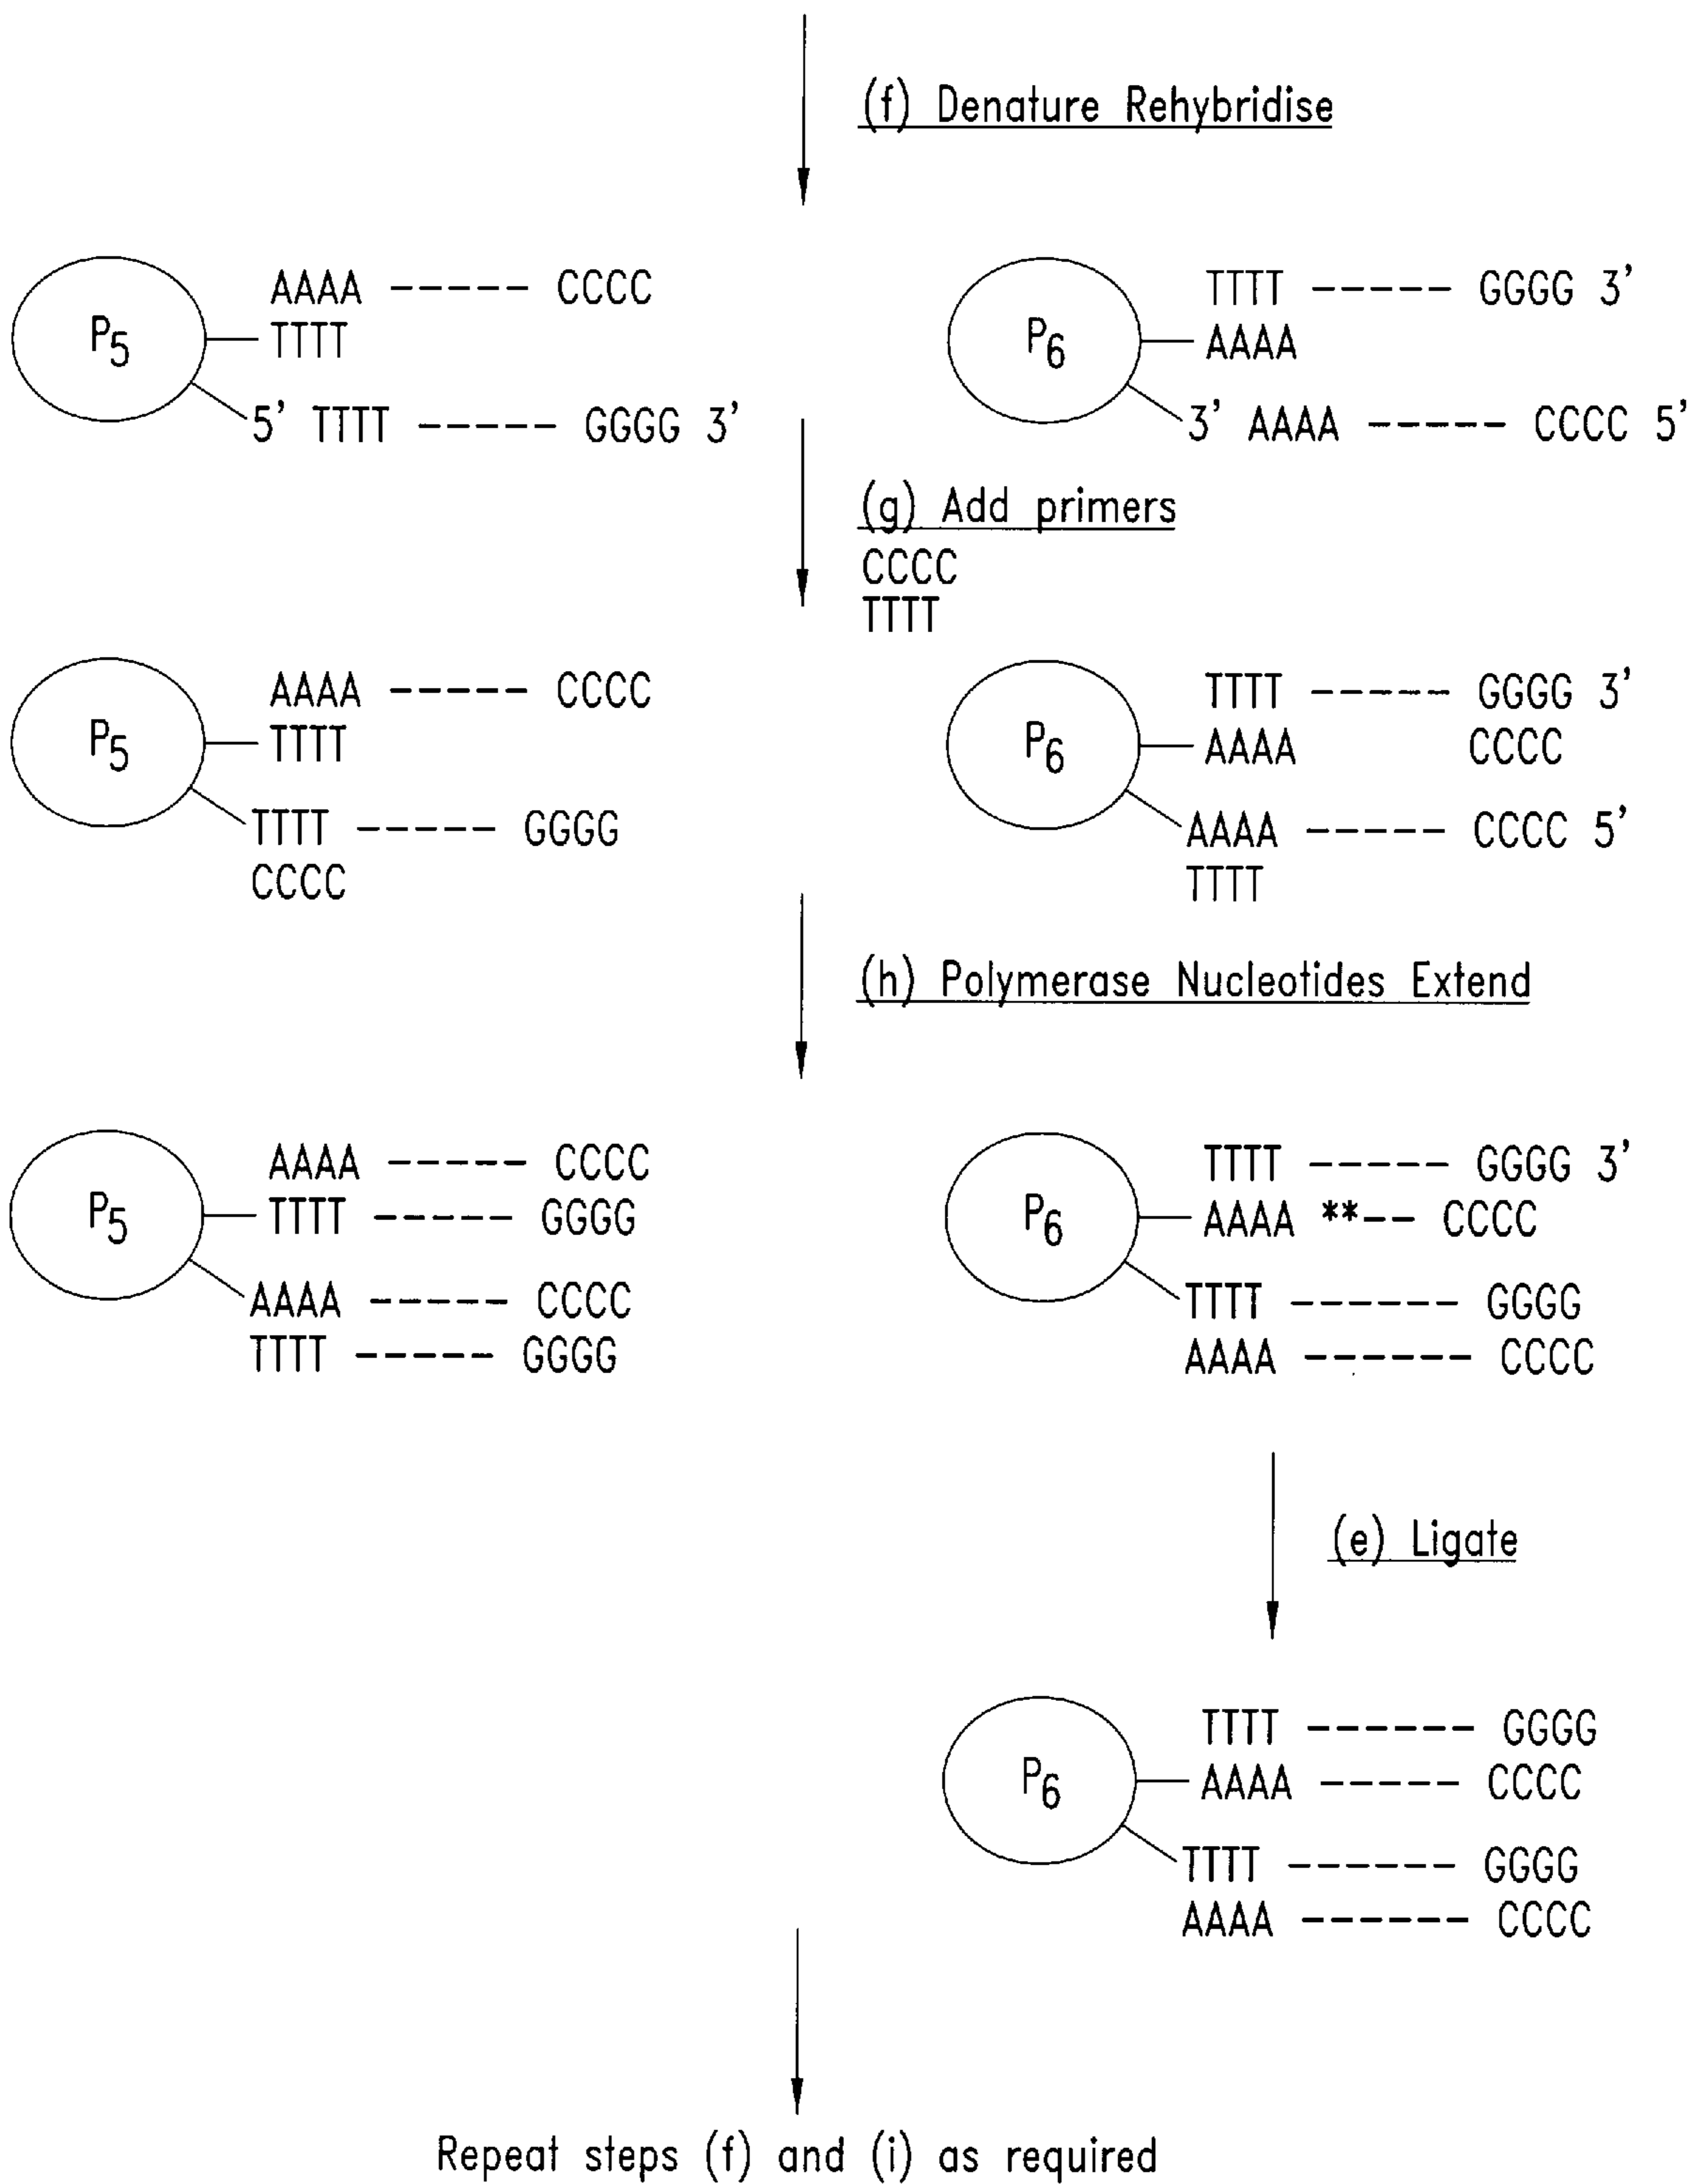 (f) Denature Rehybridise
AAAA ----- CCCC
P5 TTTT
5' TTTT ----- GGGG 3'
TTTT ----- GGGG 3'
P6 AAAA
3' AAAA ----- CCCC 5'
(g) Add primers
CCCC
TTTT
AAAA ----- CCCC
P5 TTTT
TTTT ----- GGGG
CCCC
TTTT ----- GGGG 3'
P6 AAAA CCCC
AAAA ----- CCCC 5'
TTTT
(h) Polymerase Nucleotides Extend
AAAA ----- CCCC
P5 TTTT ----- GGGG
AAAA ----- CCCC
TTTT ----- GGGG
TTTT ----- GGGG 3'
P6 AAAA **-- CCCC
TTTT ------ GGGG
AAAA ------ CCCC
(e) Ligate
TTTT ------ GGGG
P6 AAAA ----- CCCC
TTTT ------ GGGG
AAAA ------ CCCC
Repeat steps (f) and (i) as required